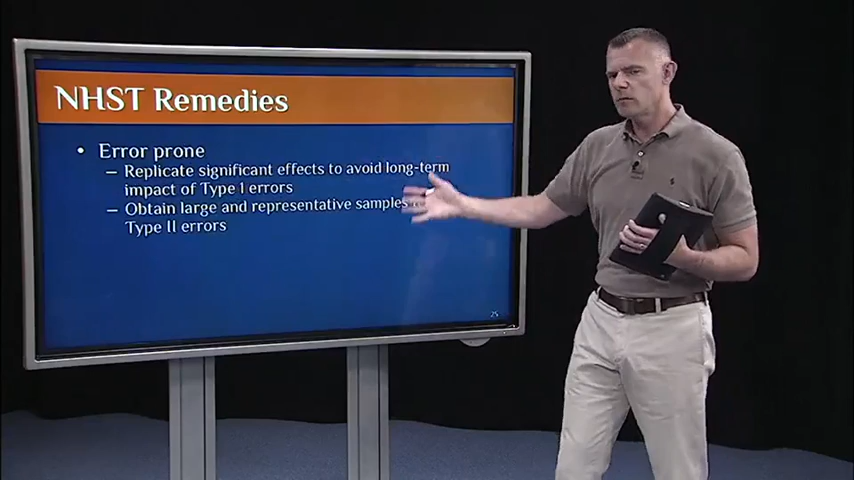 NHST Remedies
• Error prone
– Replicate significant effects to avoid long-term
impact of Type I errors
– Obtain large and representative samples
Type II errors
25